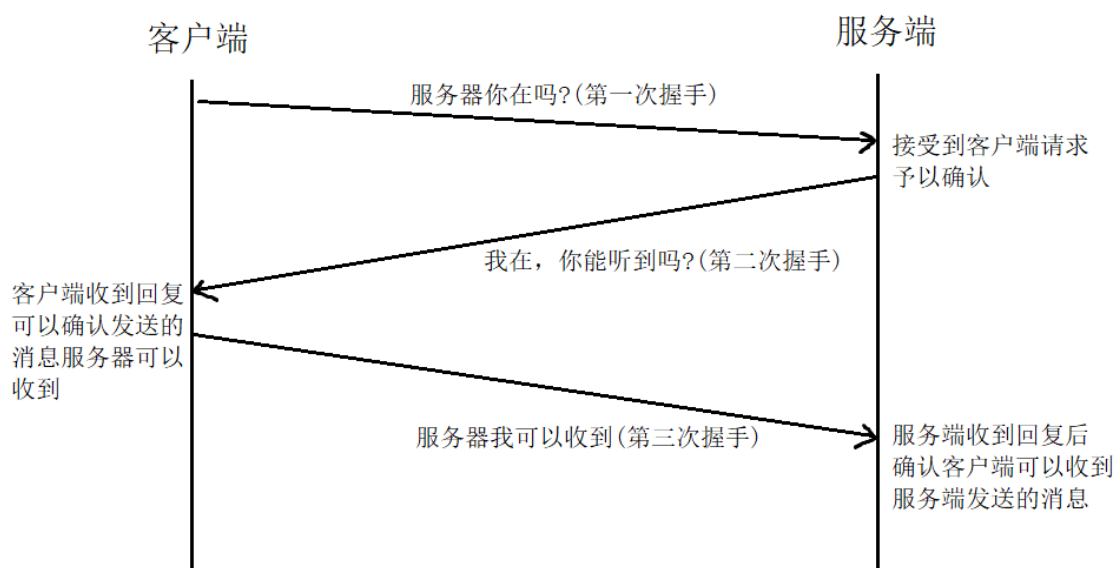 客户端
服务端
服务器你在吗?(第一次握手)
接受到客户端请求
予以确认
我在，你能听到吗?(第二次握手)
客户端收到回复
可以确认发送的
消息服务器可以
收到
服务器我可以收到(第三次握手)
服务端收到回复后
确认客户端可以收到
服务端发送的消息